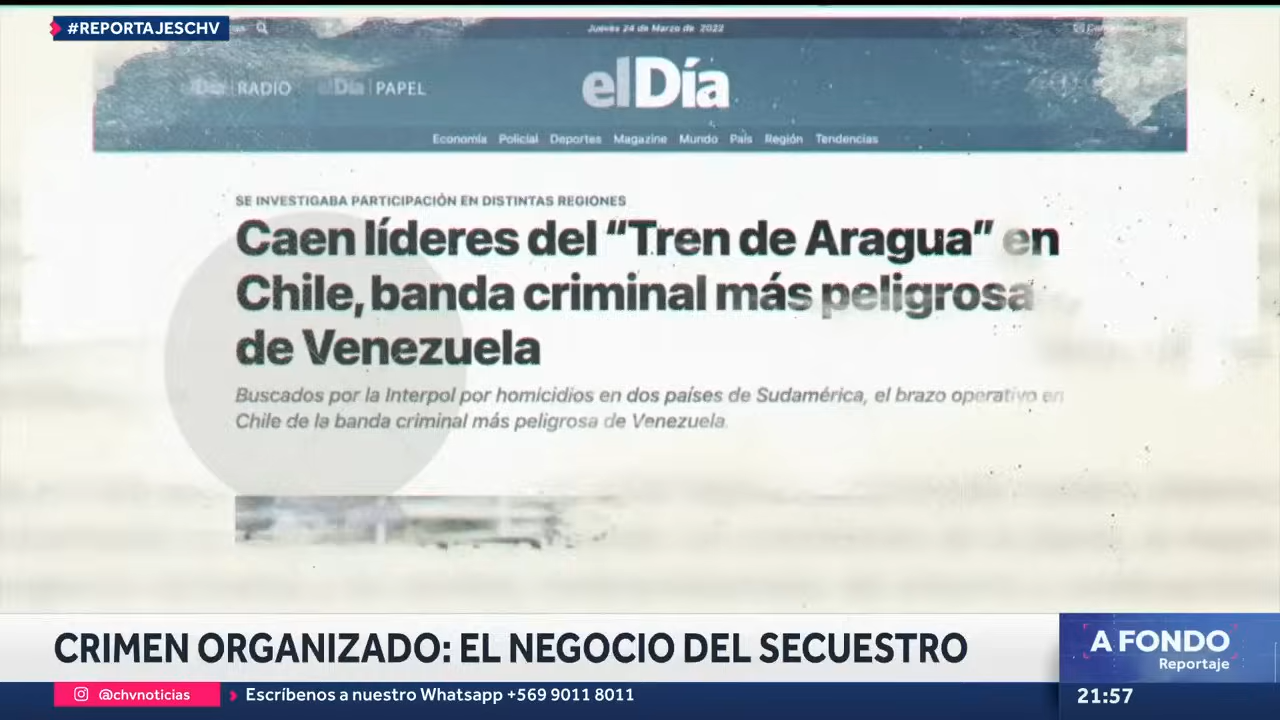 #REPORTAJESCHV
Jueves 24 de Marzo de 2022
RADIO
elDía PAPEL
elDía
Economía Policial Deportes Magazine Mundo País Región Tendencias
SE INVESTIGABA PARTICIPACIÓN EN DISTINTAS REGIONES
Caen líderes del “Tren de Aragua” en
Chile, banda criminal más peligrosa
de Venezuela
Buscados por la Interpol por homicidios en dos países de Sudamérica, el brazo operativo en
Chile de la banda criminal más peligrosa de Venezuela.
CRIMEN ORGANIZADO: EL NEGOCIO DEL SECUESTRO
A FONDO
Reportaje
@chvnoticias Escríbenos a nuestro Whatsapp +569 9011 8011
21:57